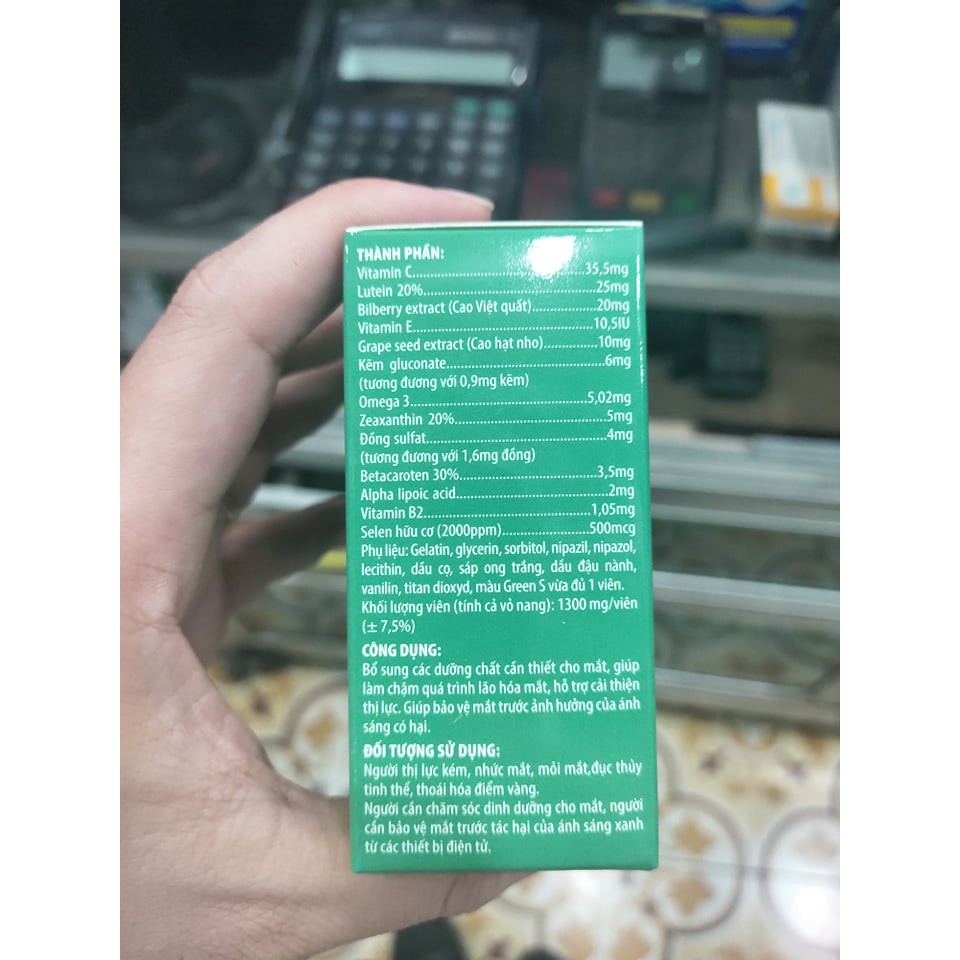 THÀNH PHẦN:
Vitamin C..............................35,5mg
Lutein 20%..............................25mg
Bilberry extract (Cao Việt quất)..............20mg
Vitamin E..............................10,5IU
Grape seed extract (Cao hạt nho)............10mg
Kẽm gluconate..............................6mg
(tương đương với 0,9mg kẽm)
Omega 3..............................5,02mg
Zeaxanthin 20%..............................5mg
Đồng sulfat..............................4mg
(tương đương với 1,6mg đồng)
Betacaroten 30%..............................3,5mg
Alpha lipoic acid..............................2mg
Vitamin B2..............................1,05mg
Selen hữu cơ (2000ppm)....................500mcg
Phụ liệu: Gelatin, glycerin, sorbitol, nipazil, nipazol,
lecithin, dầu cọ, sáp ong trắng, dầu đậu nành,
vanilin, titan dioxyd, màu Green S vừa đủ 1 viên.
Khối lượng viên (tính cả vỏ nang): 1300 mg/viên
(± 7,5%)
CÔNG DỤNG:
Bổ sung các dưỡng chất cần thiết cho mắt, giúp
làm chậm quá trình lão hóa mắt, hỗ trợ cải thiện
thị lực. Giúp bảo vệ mắt trước ảnh hưởng của ánh
sáng có hại.
ĐỐI TƯỢNG SỬ DỤNG:
Người thị lực kém, nhức mắt, mỏi mắt,đục thủy
tinh thể, thoái hóa điểm vàng.
Người cần chăm sóc dinh dưỡng cho mắt, người
cần bảo vệ mắt trước tác hại của ánh sáng xanh
từ các thiết bị điện tử.